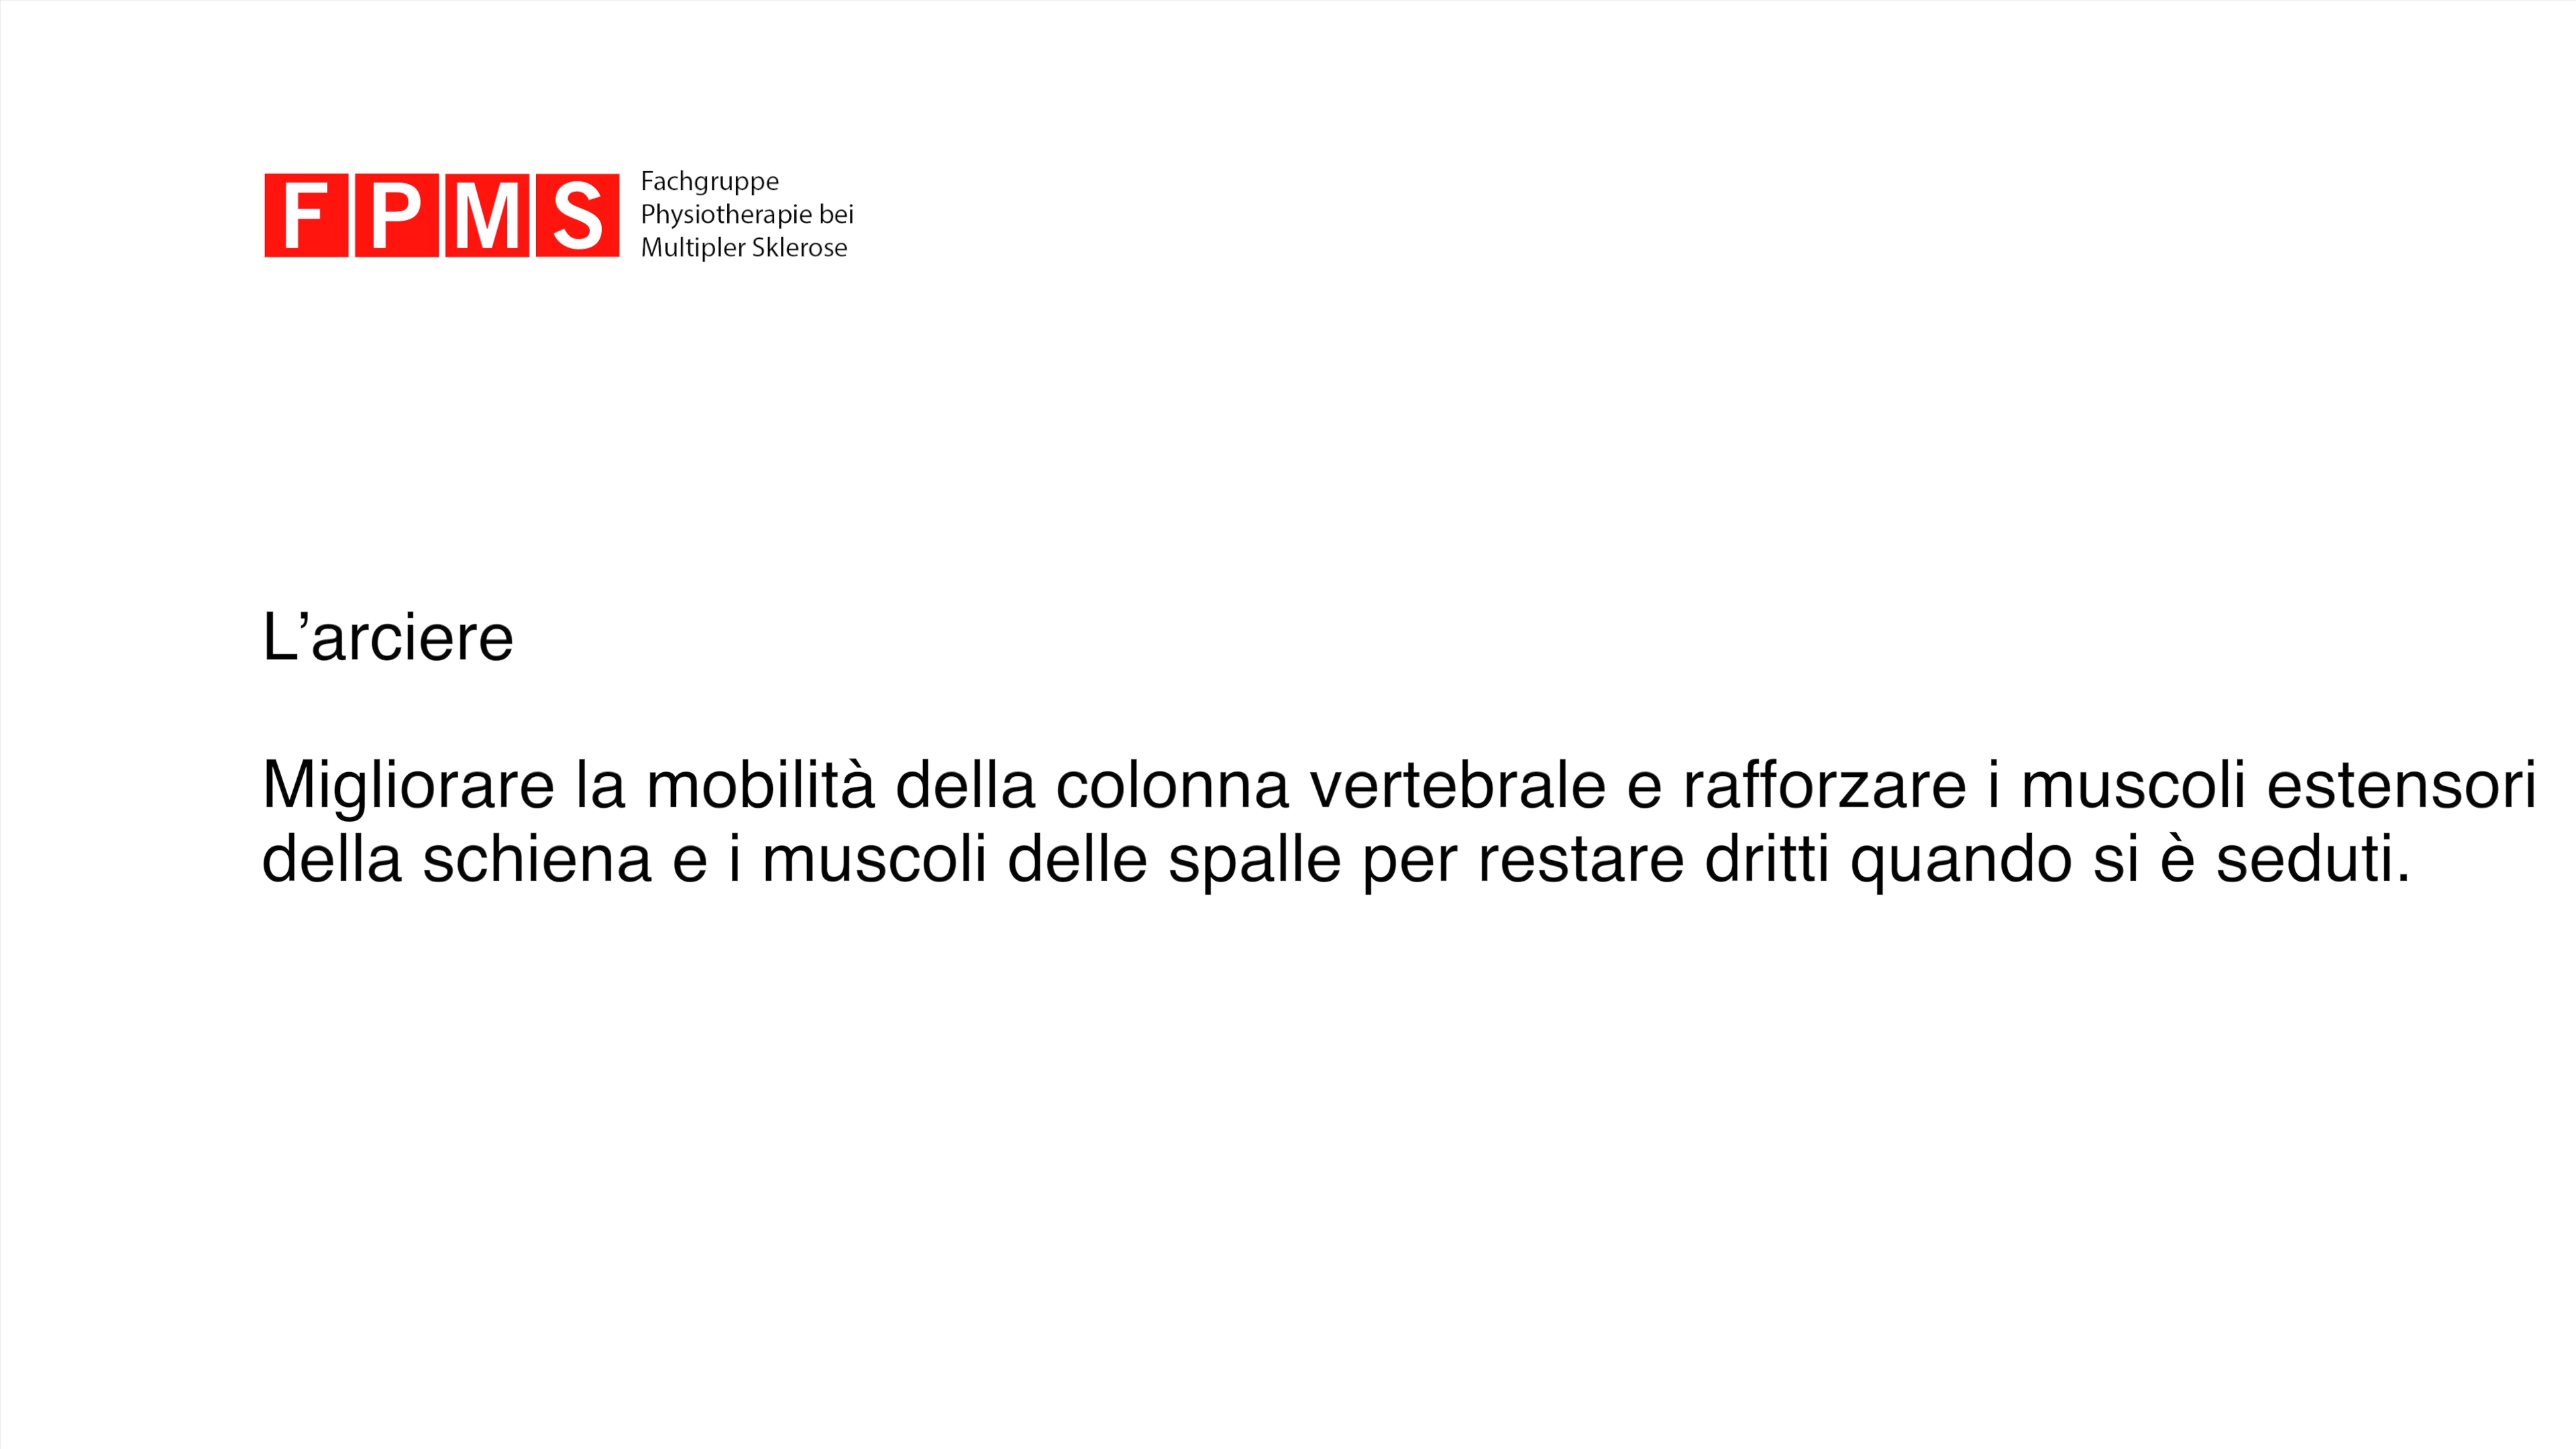 FPMS
Fachgruppe
Physiotherapie bei
Multipler Sklerose
L’arciere
Migliorare la mobilità della colonna vertebrale e rafforzare i muscoli estensori
della schiena e i muscoli delle spalle per restare dritti quando si è seduti.